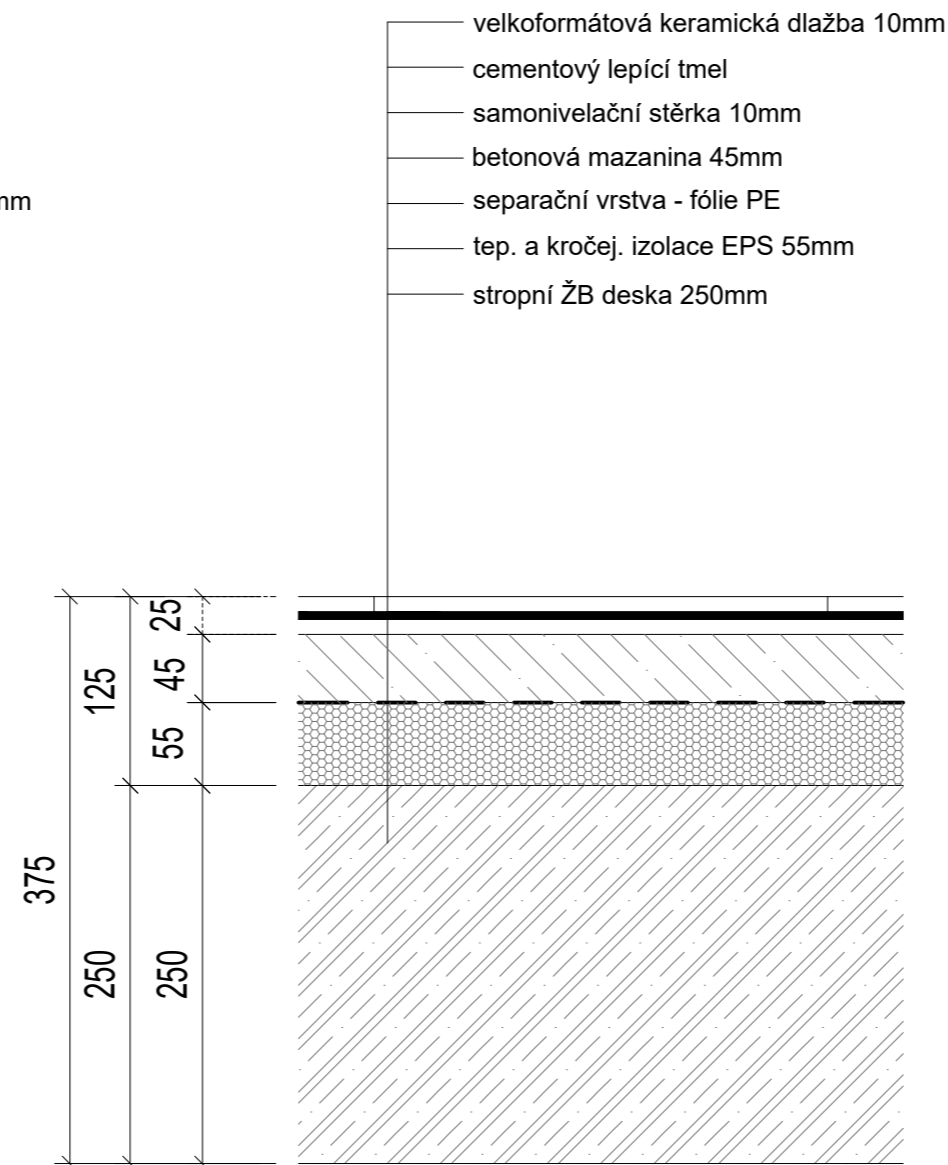 velkoformátová keramická dlažba 10mm
cementový lepící tmel
samonivelační stěrka 10mm
betonová mazanina 45mm
separační vrstva - fólie PE
mm
tep. a kročej. izolace EPS 55mm
stropní ŽB deska 250mm
25
45
125
55
375
250
250